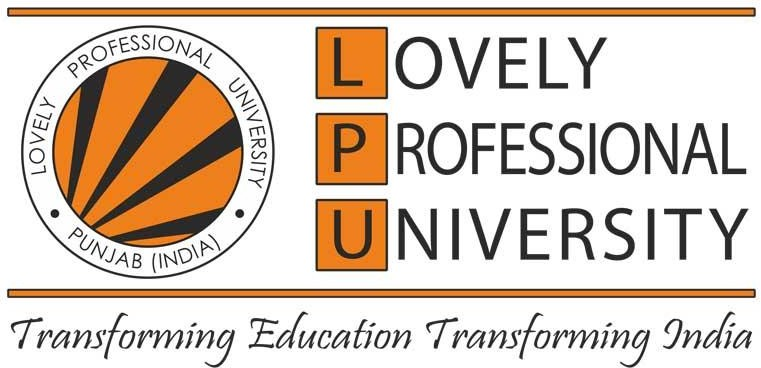 LOVELY PROFESSIONAL UNIVERSITY
• PUNJAB (INDIA) •
LOVELY
PROFESSIONAL
UNIVERSITY
Transforming Education Transforming India